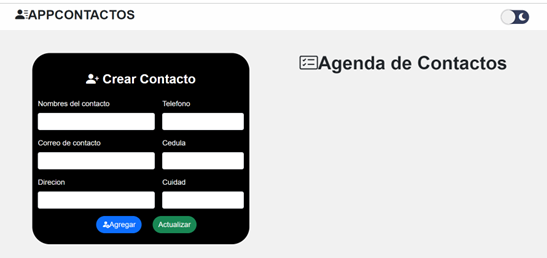 APPCONTACTOS
Crear Contacto
Nombres del contacto Telefono
Correo de contacto Cedula
Direcion Cuidad
Agregar Actualizar
Agenda de Contactos